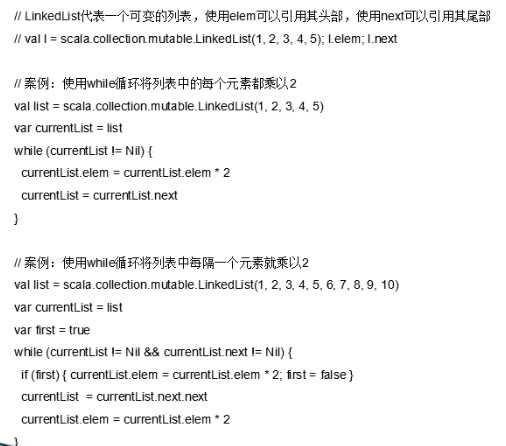 // LinkedList代表一个可变的列表，使用elem可以引用其头部，使用next可以引用其尾部
// val l = scala.collection.mutable.LinkedList(1, 2, 3, 4, 5); l.elem; l.next
// 案例：使用while循环将列表中的每个元素都乘以2
val list = scala.collection.mutable.LinkedList(1, 2, 3, 4, 5)
var currentList = list
while (currentList != Nil) {
currentList.elem = currentList.elem * 2
currentList = currentList.next
}
// 案例：使用while循环将列表中每隔一个元素就乘以2
val list = scala.collection.mutable.LinkedList(1, 2, 3, 4, 5, 6, 7, 8, 9, 10)
var currentList = list
var first = true
while (currentList != Nil && currentList.next != Nil) {
if (first) { currentList.elem = currentList.elem * 2; first = false }
currentList = currentList.next.next
currentList.elem = currentList.elem * 2
}